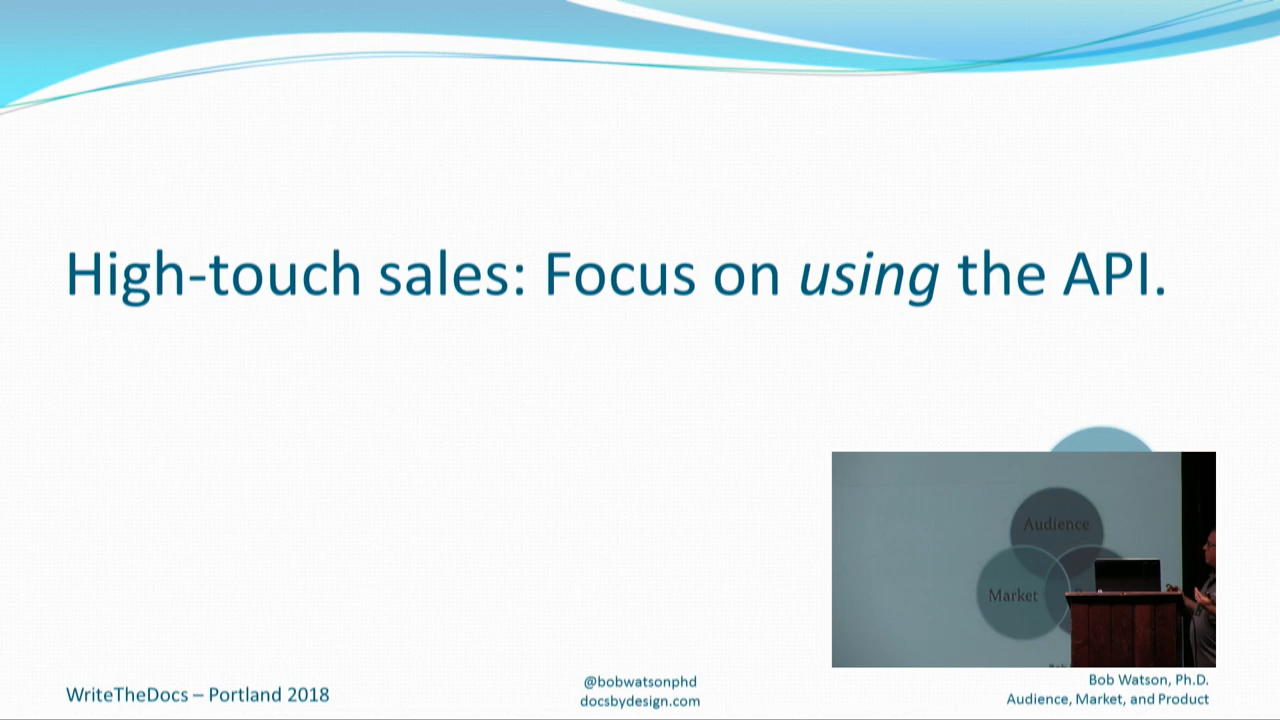 High-touch sales: Focus on using the API.
Audience
Market
WriteTheDocs – Portland 2018
@bobwatsonphd
docsbydesign.com
Bob Watson, Ph.D.
Audience, Market, and Product